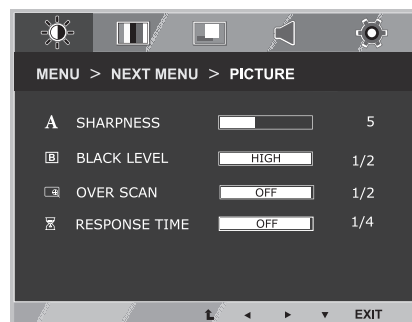 MENU > NEXT MENU > PICTURE
A SHARPNESS 5
B BLACK LEVEL HIGH 1/2
OVER SCAN OFF 1/2
RESPONSE TIME OFF 1/4
EXIT